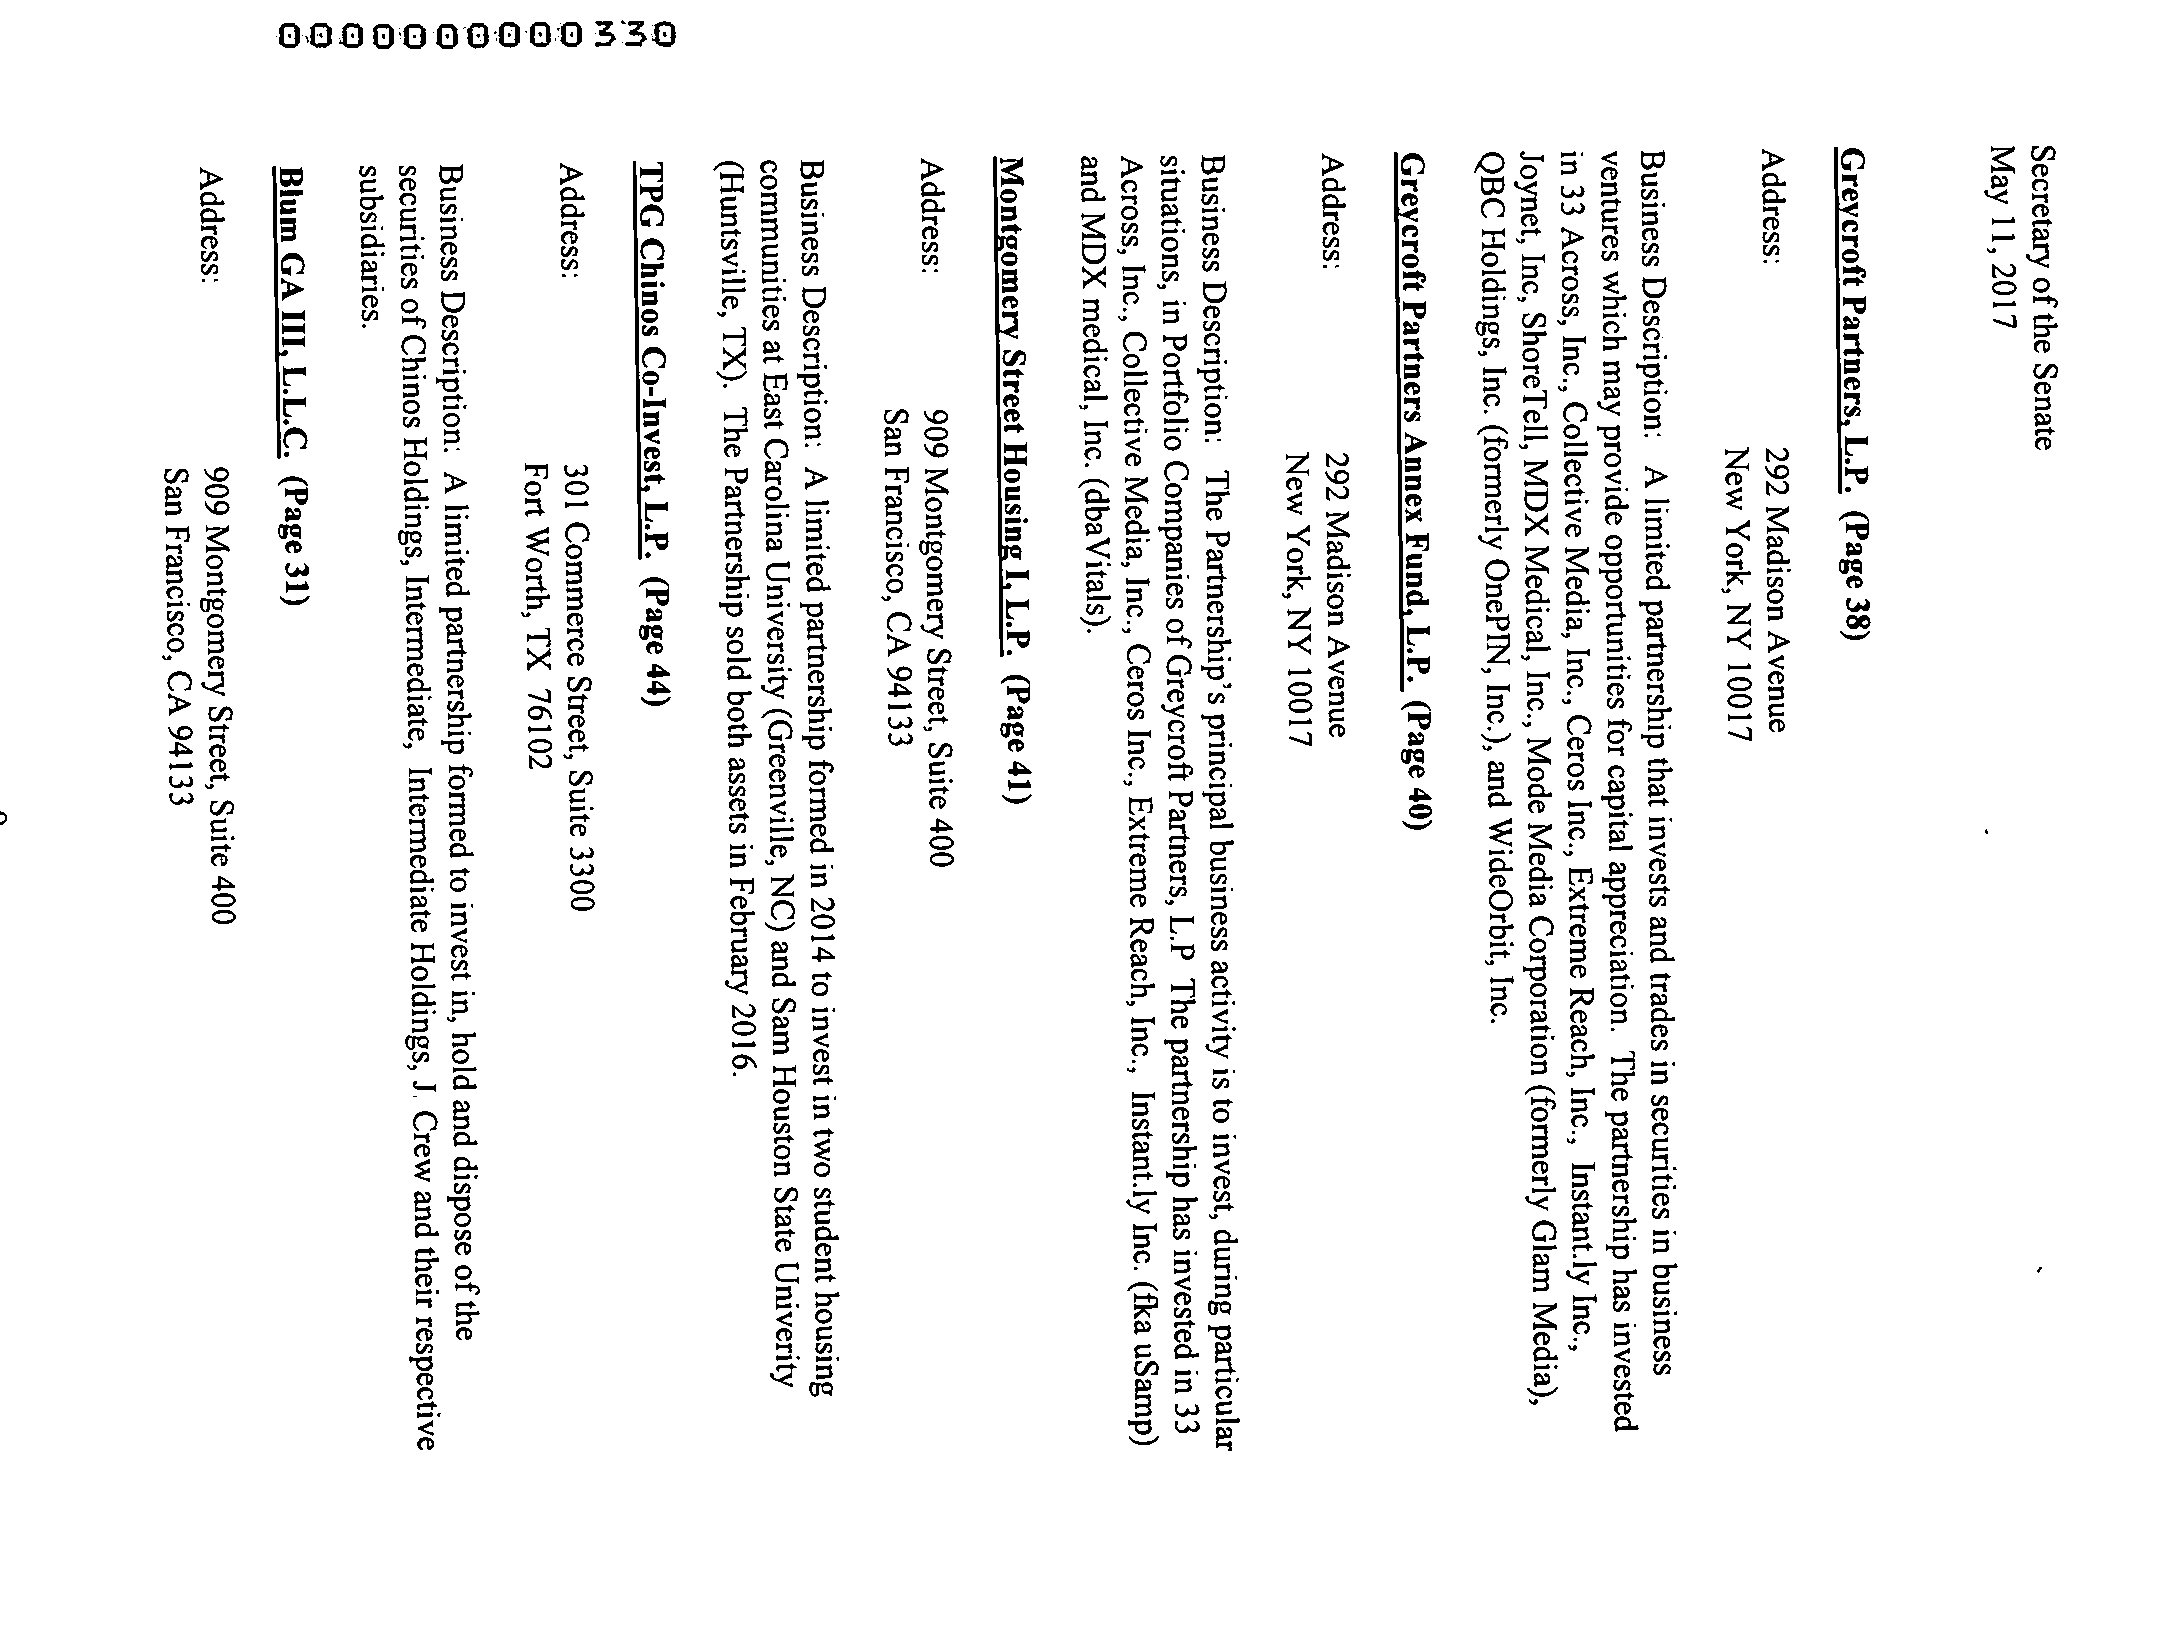 Secretary of the Senate
May 11, 2017
Greycroft Partners, L.P. (Page 38)
Address: 292 Madison Avenue
New York, NY 10017
Business Description: A limited partnership that invests and trades in securities in business
ventures which may provide opportunities for capital appreciation. The partnership has invested
in 33 Across, Inc., Collective Media, Inc., Ceros Inc., Extreme Reach, Inc., Instant.ly Inc.,
Joynet, Inc, ShoreTell, MDX Medical, Inc., Mode Media Corporation (formerly Glam Media),
QBC Holdings, Inc. (formerly OnePIN, Inc.), and WideOrbit, Inc.
Greycroft Partners Annex Fund, L.P. (Page 40)
Address: 292 Madison Avenue
New York, NY 10017
Business Description: The Partnership's principal business activity is to invest, during particular
situations, in Portfolio Companies of Greycroft Partners, L.P The partnership has invested in 33
Across, Inc., Collective Media, Inc., Ceros Inc., Extreme Reach, Inc., Instant.ly Inc. (fka uSamp)
and MDX medical, Inc. (dbaVitals).
Montgomery Street Housing I, L.P. (Page 41)
Address: 909 Montgomery Street, Suite 400
San Francisco, CA 94133
Business Description: A limited partnership formed in 2014 to invest in two student housing
communities at East Carolina University (Greenville, NC) and Sam Houston State Univerity
(Huntsville, TX). The Partnership sold both assets in February 2016.
TPG Chinos Co-Invest, L.P. (Page 44)
Address: 301 Commerce Street, Suite 3300
Fort Worth, TX 76102
Business Description: A limited partnership formed to invest in, hold and dispose of the
securities of Chinos Holdings, Intermediate, Intermediate Holdings, J. Crew and their respective
subsidiaries.
Blum GA III, L.L.C. (Page 31)
Address: 909 Montgomery Street, Suite 400
San Francisco, CA 94133
0000000000330